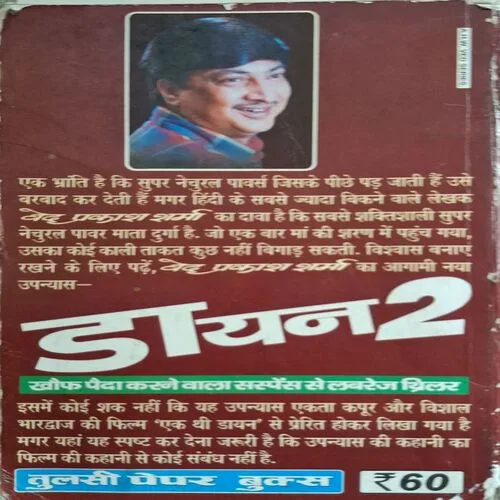 A.H.W. VED SERIES
एक भ्रांति है कि सुपर नेचुरल पावर्स जिसके पीछे पड़ जाती हैं उसे
बरबाद कर देती हैं मगर हिंदी के सबसे ज्यादा बिकने वाले लेखक
वेद प्रकाश शर्मा का दावा है कि सबसे शक्तिशाली सुपर
नेचुरल पावर माता दुर्गा है। जो एक बार मां की शरण में पहुंच गया,
उसका कोई काली ताकत कुछ नहीं बिगाड़ सकती। विश्वास बनाएं
रखने के लिए पढ़ें, वेद प्रकाश शर्मा का आगामी नया
उपन्यास—
डायन 2
खौफ पैदा करने वाला सस्पेंस से लबरेज थ्रिलर
इसमें कोई शक नहीं कि यह उपन्यास एकता कपूर और विशाल
भारद्वाज की फिल्म 'एक थी डायन' से प्रेरित होकर लिखा गया है
मगर यहां यह स्पष्ट कर देना जरूरी है कि उपन्यास की कहानी का
फिल्म की कहानी से कोई संबंध नहीं है.
तुलसी पेपर बुक्स
₹60